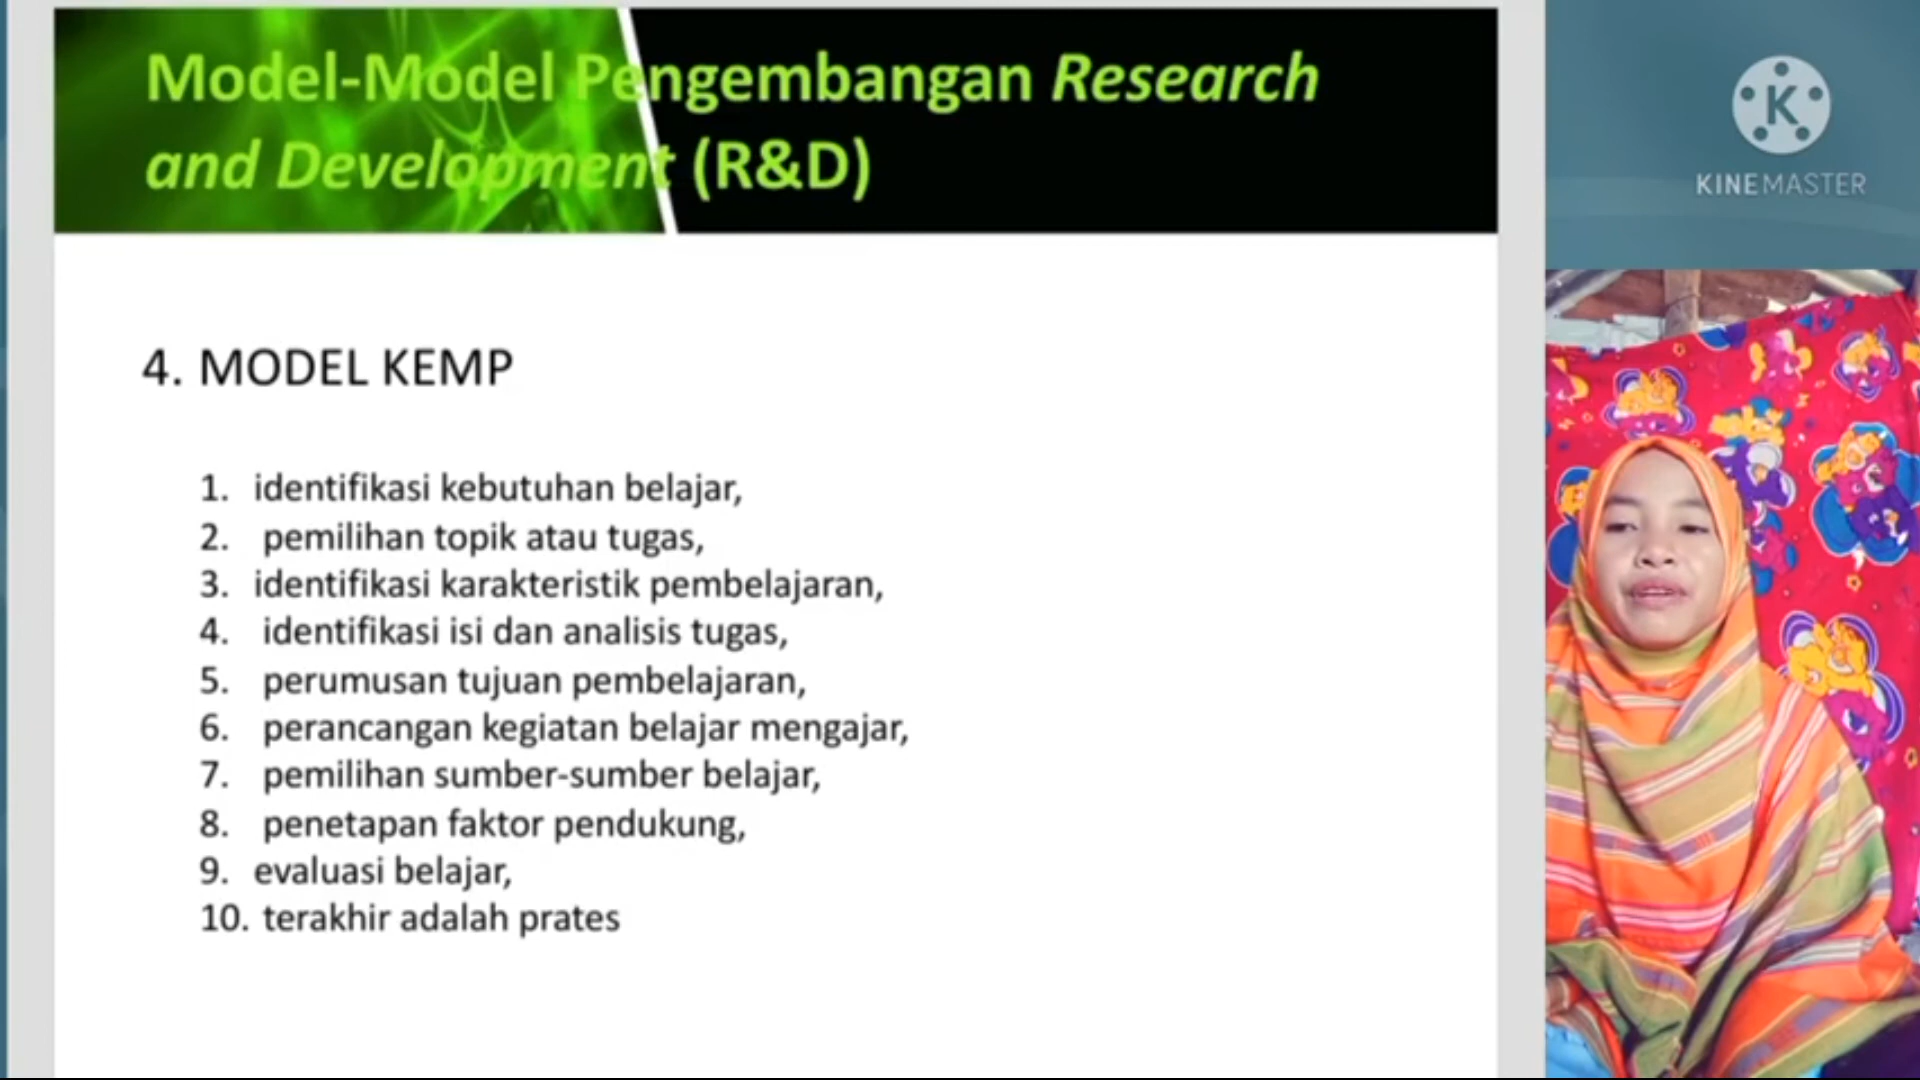 Model-Model Pengembangan Research
and Development (R&D)
4. MODEL KEMP
1. identifikasi kebutuhan belajar,
2. pemilihan topik atau tugas,
3. identifikasi karakteristik pembelajaran,
4. identifikasi isi dan analisis tugas,
5. perumusan tujuan pembelajaran,
6. perancangan kegiatan belajar mengajar,
7. pemilihan sumber-sumber belajar,
8. penetapan faktor pendukung,
9. evaluasi belajar,
10. terakhir adalah prates
K
KINEMASTER